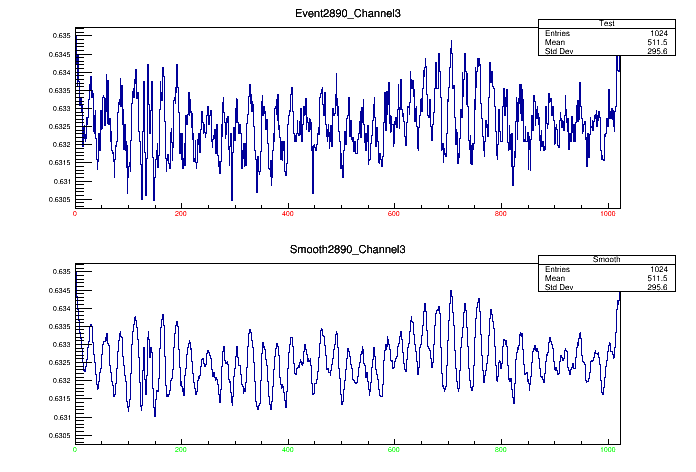 Event2890_Channel3
Test
Entries 1024
Mean 511.5
Std Dev 295.6
0.635
0.6345
0.634
0.6335
0.633
0.6325
0.632
0.6315
0.631
0.6305
0 200 400 600 800 1000
Smooth2890_Channel3
Smooth
Entries 1024
Mean 511.5
Std Dev 295.6
0.635
0.6345
0.634
0.6335
0.633
0.6325
0.632
0.6315
0.631
0.6305
0 200 400 600 800 1000